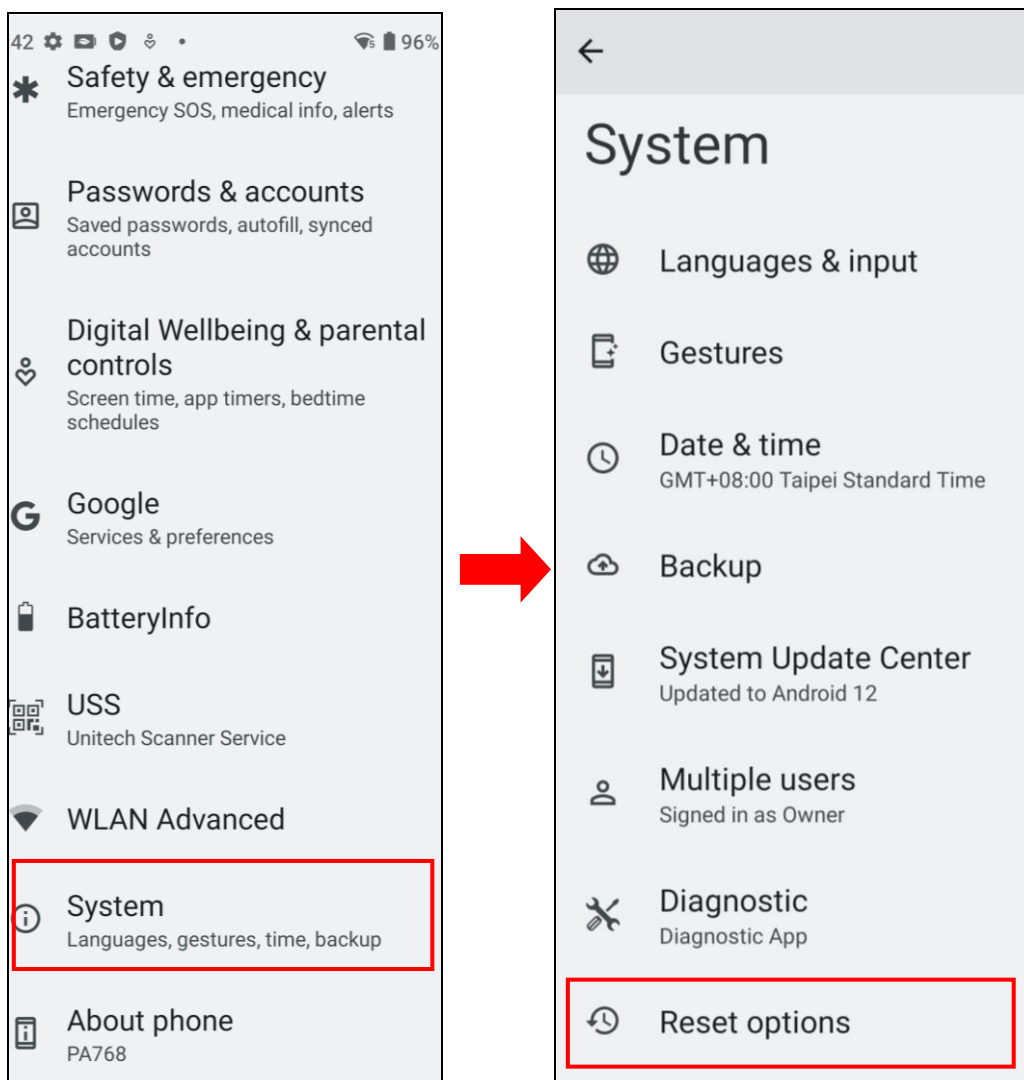 42 96%
Safety & emergency
Emergency SOS, medical info, alerts
Passwords & accounts
Saved passwords, autofill, synced
accounts
Digital Wellbeing & parental
controls
Screen time, app timers, bedtime
schedules
Google
Services & preferences
BatteryInfo
USS
Unitech Scanner Service
WLAN Advanced
System
Languages, gestures, time, backup
About phone
PA768
System
Languages & input
Gestures
Date & time
GMT+08:00 Taipei Standard Time
Backup
System Update Center
Updated to Android 12
Multiple users
Signed in as Owner
Diagnostic
Diagnostic App
Reset options